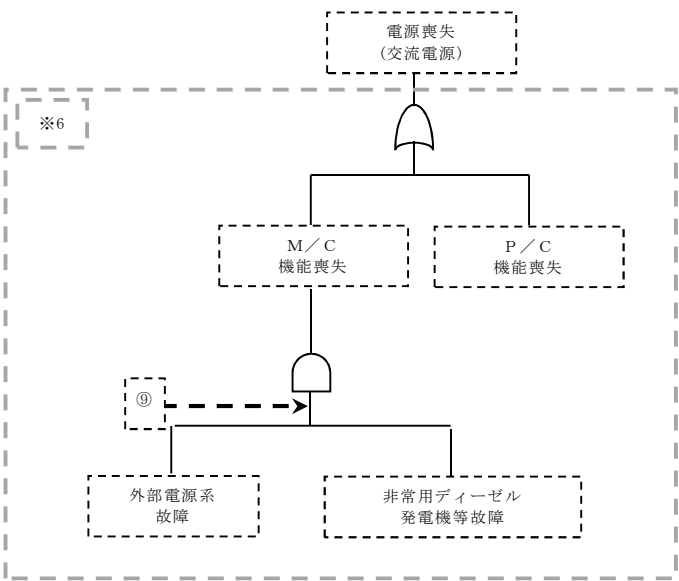 電源喪失
(交流電源)
※6
M/C
機能喪失
P/C
機能喪失
⑨
外部電源系
故障
非常用ディーゼル
発電機等故障